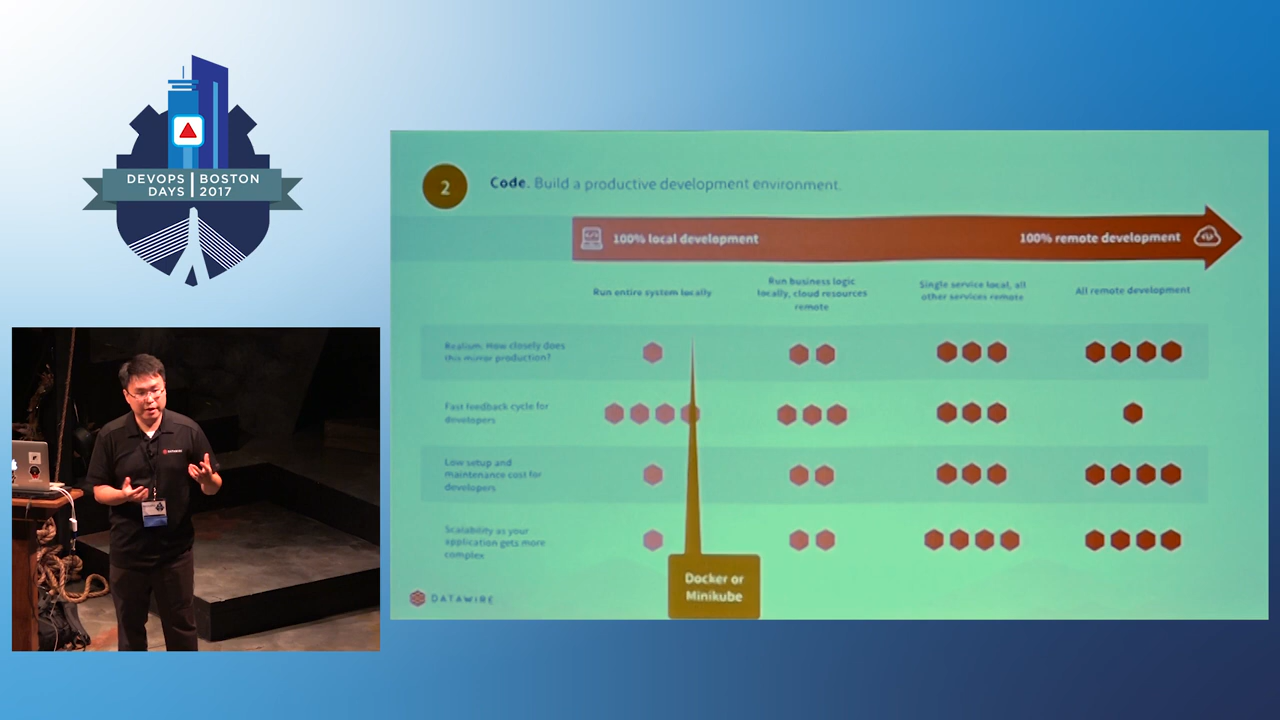 DEVOPS BOSTON
DAYS 2017
2
Code. Build a productive development environment.
100% local development
100% remote development
Run entire system locally
Run business logic
locally, cloud resources
remote
Single service local, all
other services remote
All remote development
Realism: How closely does
this mirror production?
Fast feedback cycle for
developers
Low setup and
maintenance cost for
developers
Scalability as your
application gets more
complex
Docker or
Minikube
DATAWIRE